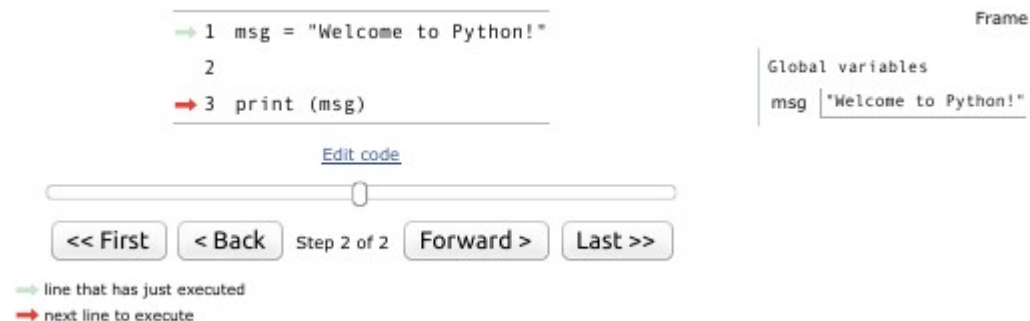 1 msg = "Welcome to Python!"
2
3 print (msg)
Edit code
<< First < Back Step 2 of 2 Forward > Last >>
line that has just executed
next line to execute
Frame
Global variables
msg "Welcome to Python!"